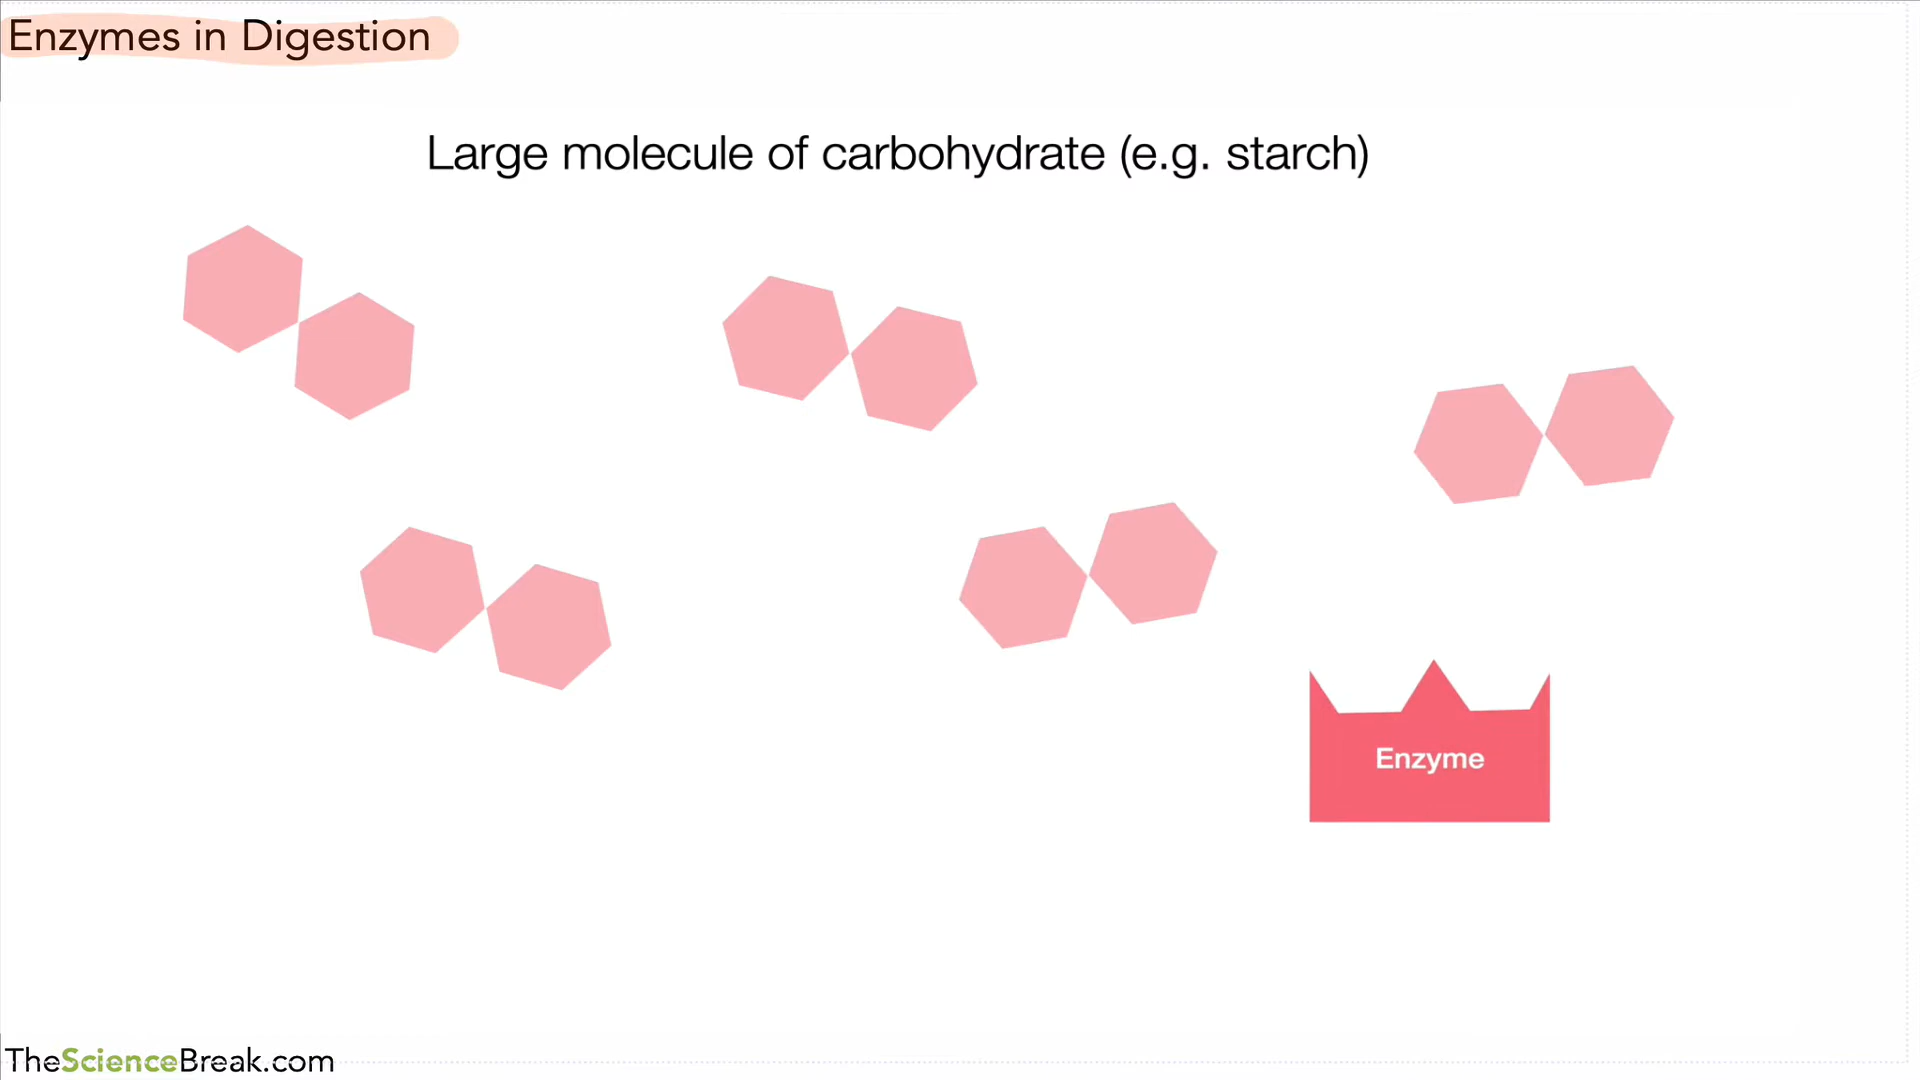 Enzymes in Digestion
Large molecule of carbohydrate (e.g. starch)
Enzyme
TheScienceBreak.com